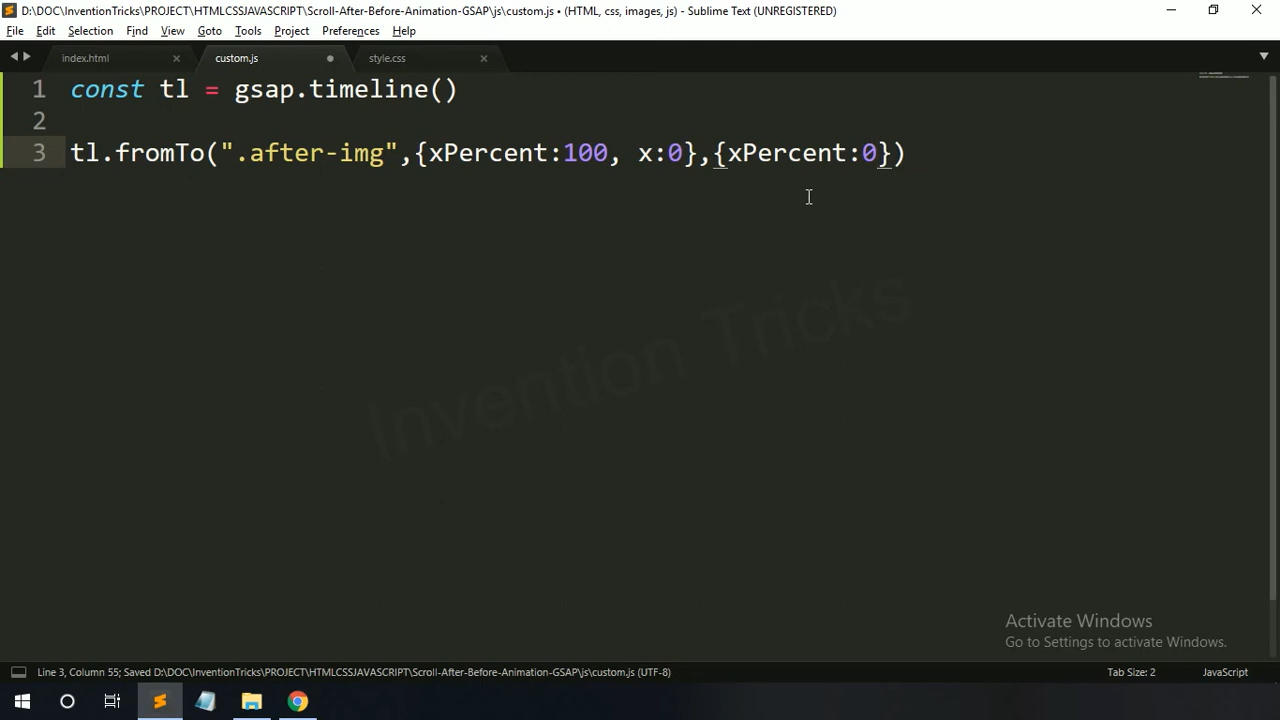 D:\DOC\InventionTricks\PROJECT\HTMLCSSJAVASCRIPT\Scroll-After-Before-Animation-GSAP\js\custom.js • (HTML, css, images, js) - Sublime Text (UNREGISTERED)
File Edit Selection Find View Goto Tools Project Preferences Help
index.html custom.js style.css
1 const tl = gsap.timeline()
2
3 tl.fromTo(".after-img",{xPercent:100, x:0},{xPercent:0})
Invention Tricks
Activate Windows
Go to Settings to activate Windows.
Line 3, Column 55; Saved D:\DOC\InventionTricks\PROJECT\HTMLCSSJAVASCRIPT\Scroll-After-Before-Animation-GSAP\js\custom.js (UTF-8) Tab Size: 2 JavaScript